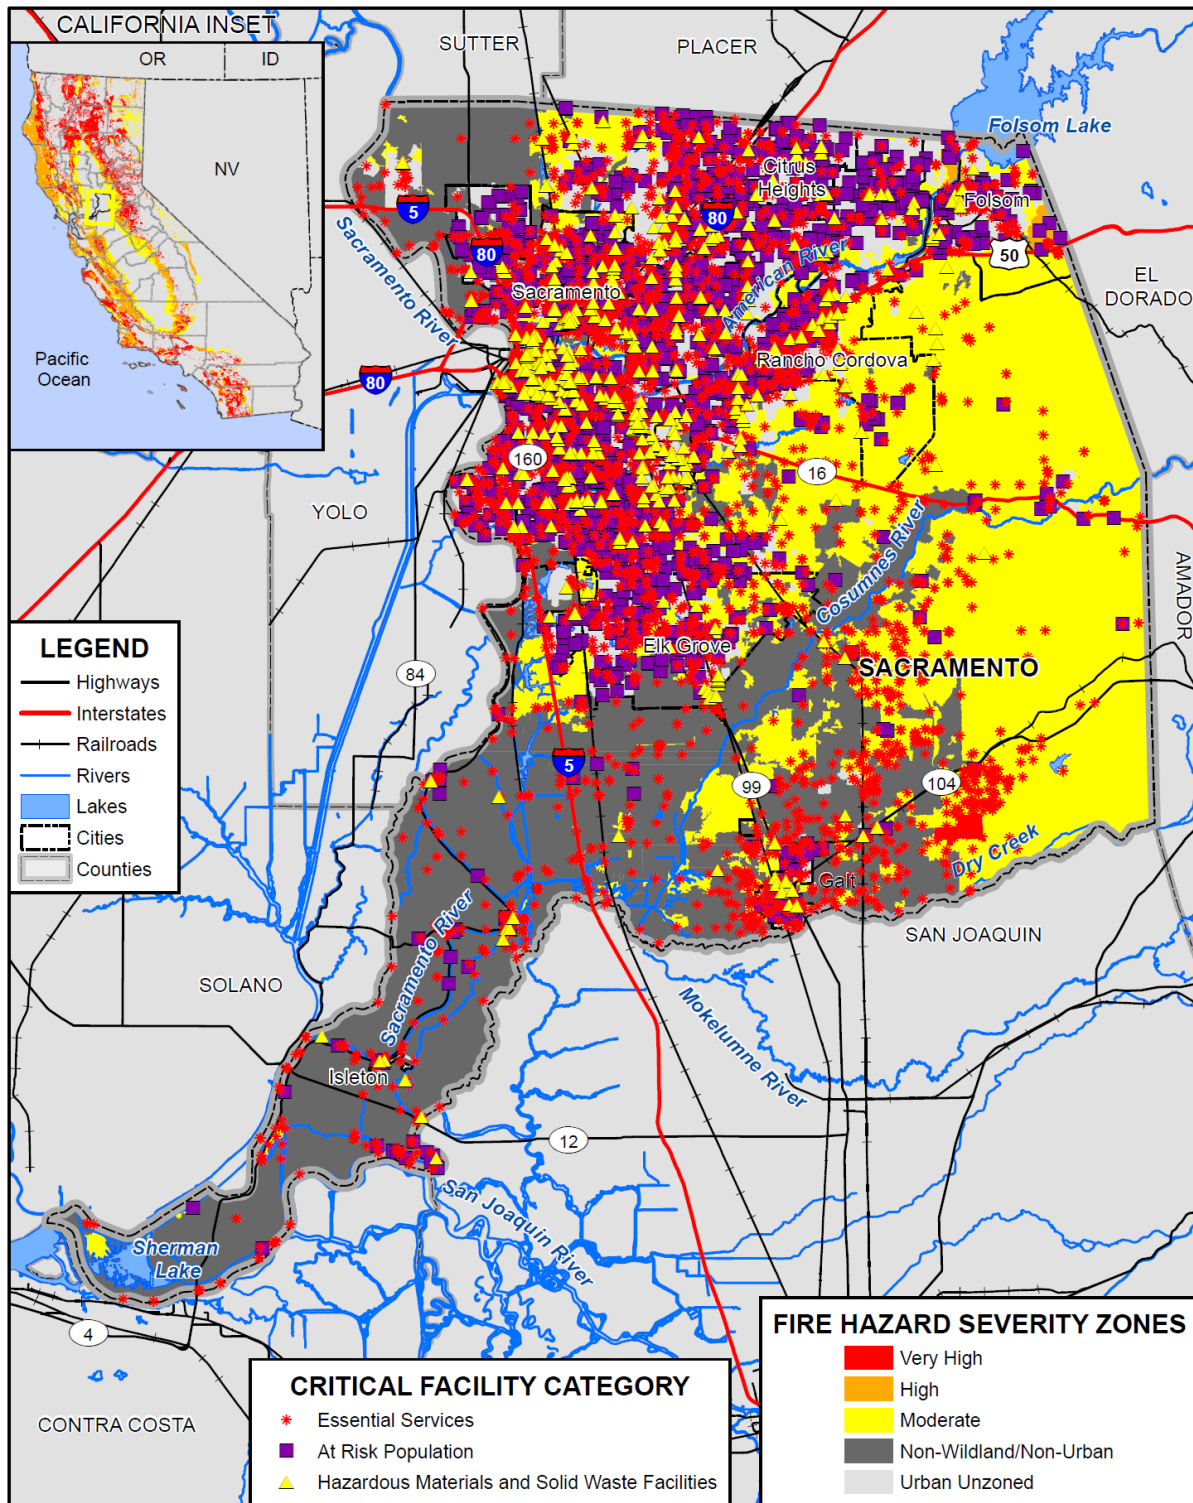 CALIFORNIA INSET
OR
ID
NV
Pacific
Ocean
SUTTER
PLACER
Folsom Lake
Citrus
Heights
Folsom
5
80
80
50
Sacramento River
American River
Sacramento
EL
DORADO
Rancho Cordova
80
160
16
YOLO
Cosumnes River
AMADOR
Elk Grove
SACRAMENTO
84
5
99
104
Dry Creek
Galt
LEGEND
Highways
Interstates
Railroads
Rivers
Lakes
Cities
Counties
SAN JOAQUIN
SOLANO
Sacramento River
Mokelumne River
Isleton
12
San Joaquin River
Sherman
Lake
4
CONTRA COSTA
CRITICAL FACILITY CATEGORY
Essential Services
At Risk Population
Hazardous Materials and Solid Waste Facilities
FIRE HAZARD SEVERITY ZONES
Very High
High
Moderate
Non-Wildland/Non-Urban
Urban Unzoned